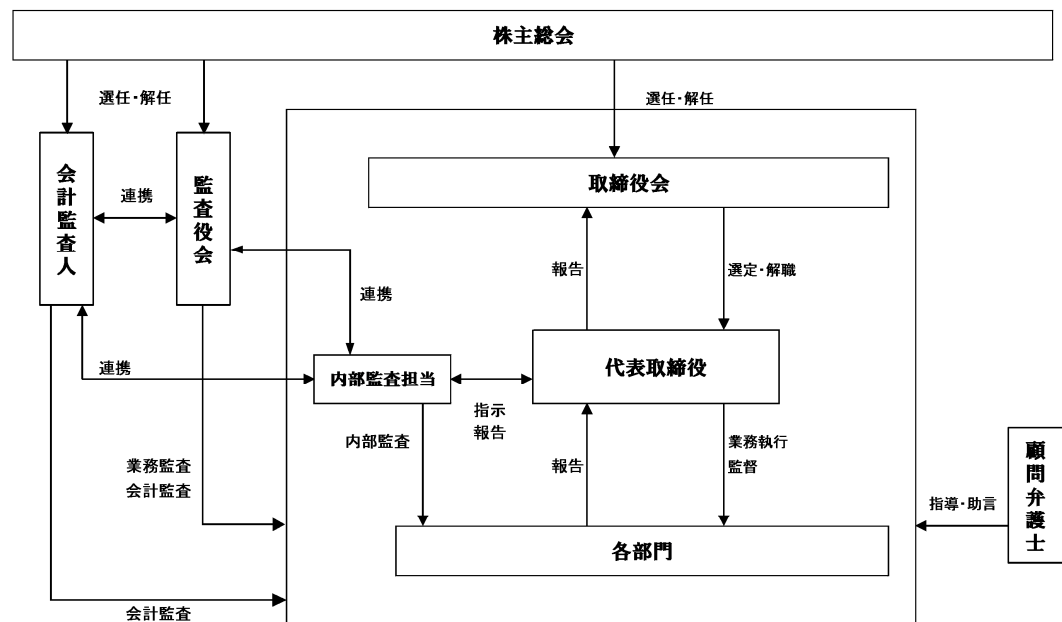 株主総会
選任・解任
選任・解任
会計監査人
連携
監査役会
取締役会
連携
報告
選定・解職
連携
内部監査担当
指示
報告
代表取締役
内部監査
業務監査
会計監査
報告
業務執行
監督
顧問弁護士
指導・助言
各部門
会計監査